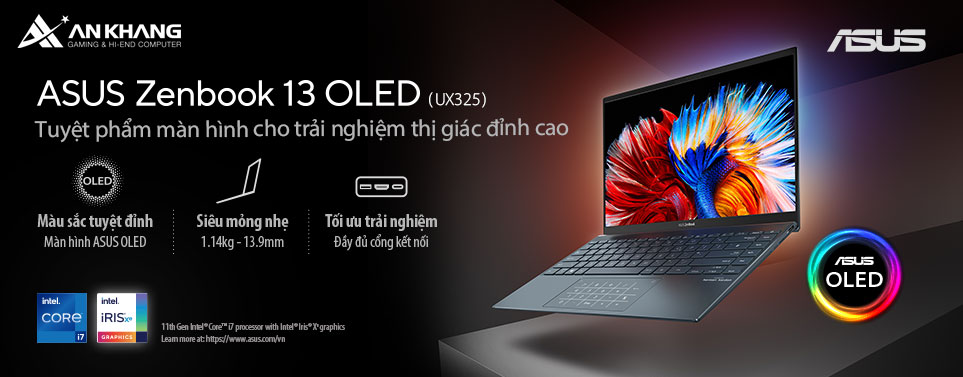 AN KHANG
GAMING & HI-END COMPUTER
ASUS
ASUS Zenbook 13 OLED (UX325)
Tuyệt phẩm màn hình cho trải nghiệm thị giác đỉnh cao
OLED
Màu sắc tuyệt đỉnh
Màn hình ASUS OLED
Siêu mỏng nhẹ
1.14kg - 13.9mm
Tối ưu trải nghiệm
Đầy đủ cổng kết nối
ASUS
OLED
intel.
CORE
i7
intel.
iRIS Xe
GRAPHICS
11th Gen Intel® Core™ i7 processor with Intel® Iris® Xe graphics
Learn more at: https://www.asus.com/vn